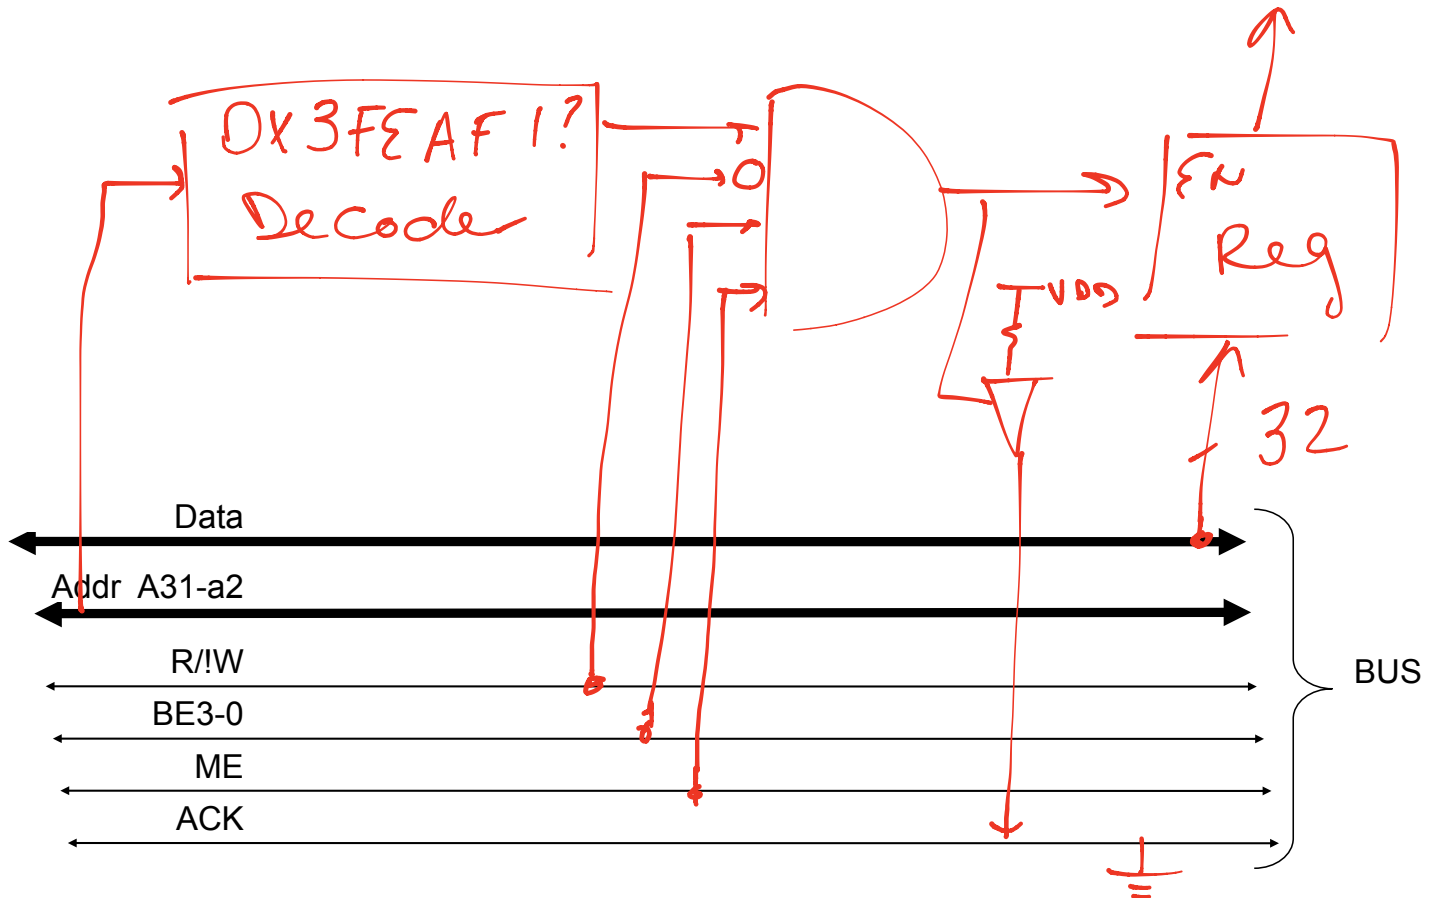 0X3FEAF1?
Decode
EN
Reg
VDD
32
Data
Addr A31-a2
R/!W
BE3-0
ME
ACK
BUS